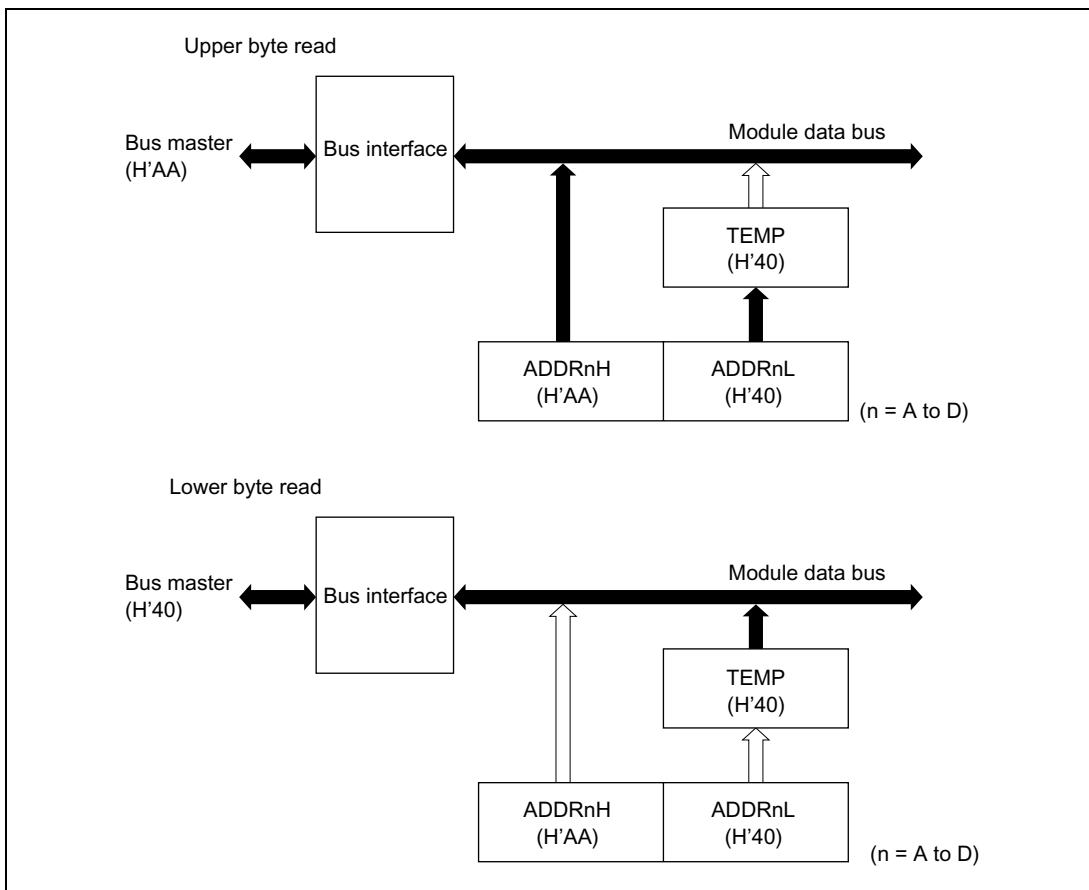 Upper byte read
Bus master
(H'AA)
Bus interface
Module data bus
TEMP
(H'40)
ADDRnH
(H'AA)
ADDRnL
(H'40)
(n = A to D)
Lower byte read
Bus master
(H'40)
Bus interface
Module data bus
TEMP
(H'40)
ADDRnH
(H'AA)
ADDRnL
(H'40)
(n = A to D)